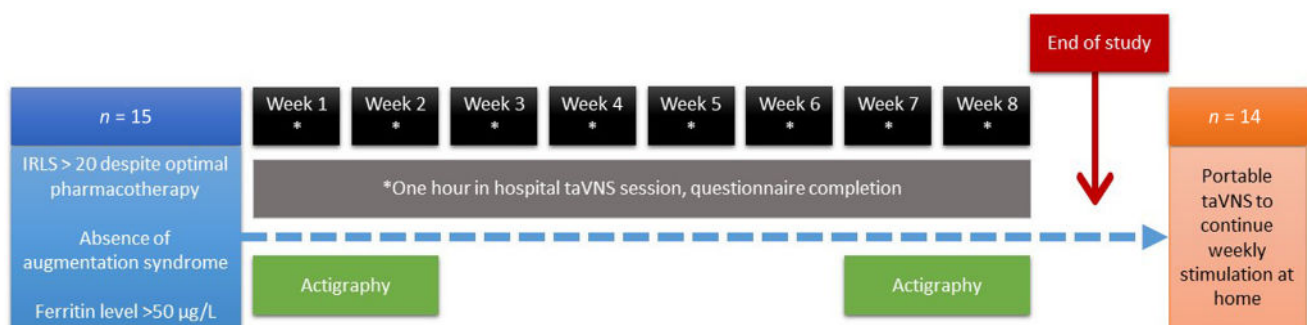 End of study
n = 15
Week 1
*
Week 2
*
Week 3
*
Week 4
*
Week 5
*
Week 6
*
Week 7
*
Week 8
*
n = 14
IRLS > 20 despite optimal
pharmacotherapy
Absence of
augmentation syndrome
Ferritin level >50 µg/L
*One hour in hospital taVNS session, questionnaire completion
Actigraphy
Actigraphy
Portable
taVNS to
continue
weekly
stimulation at
home